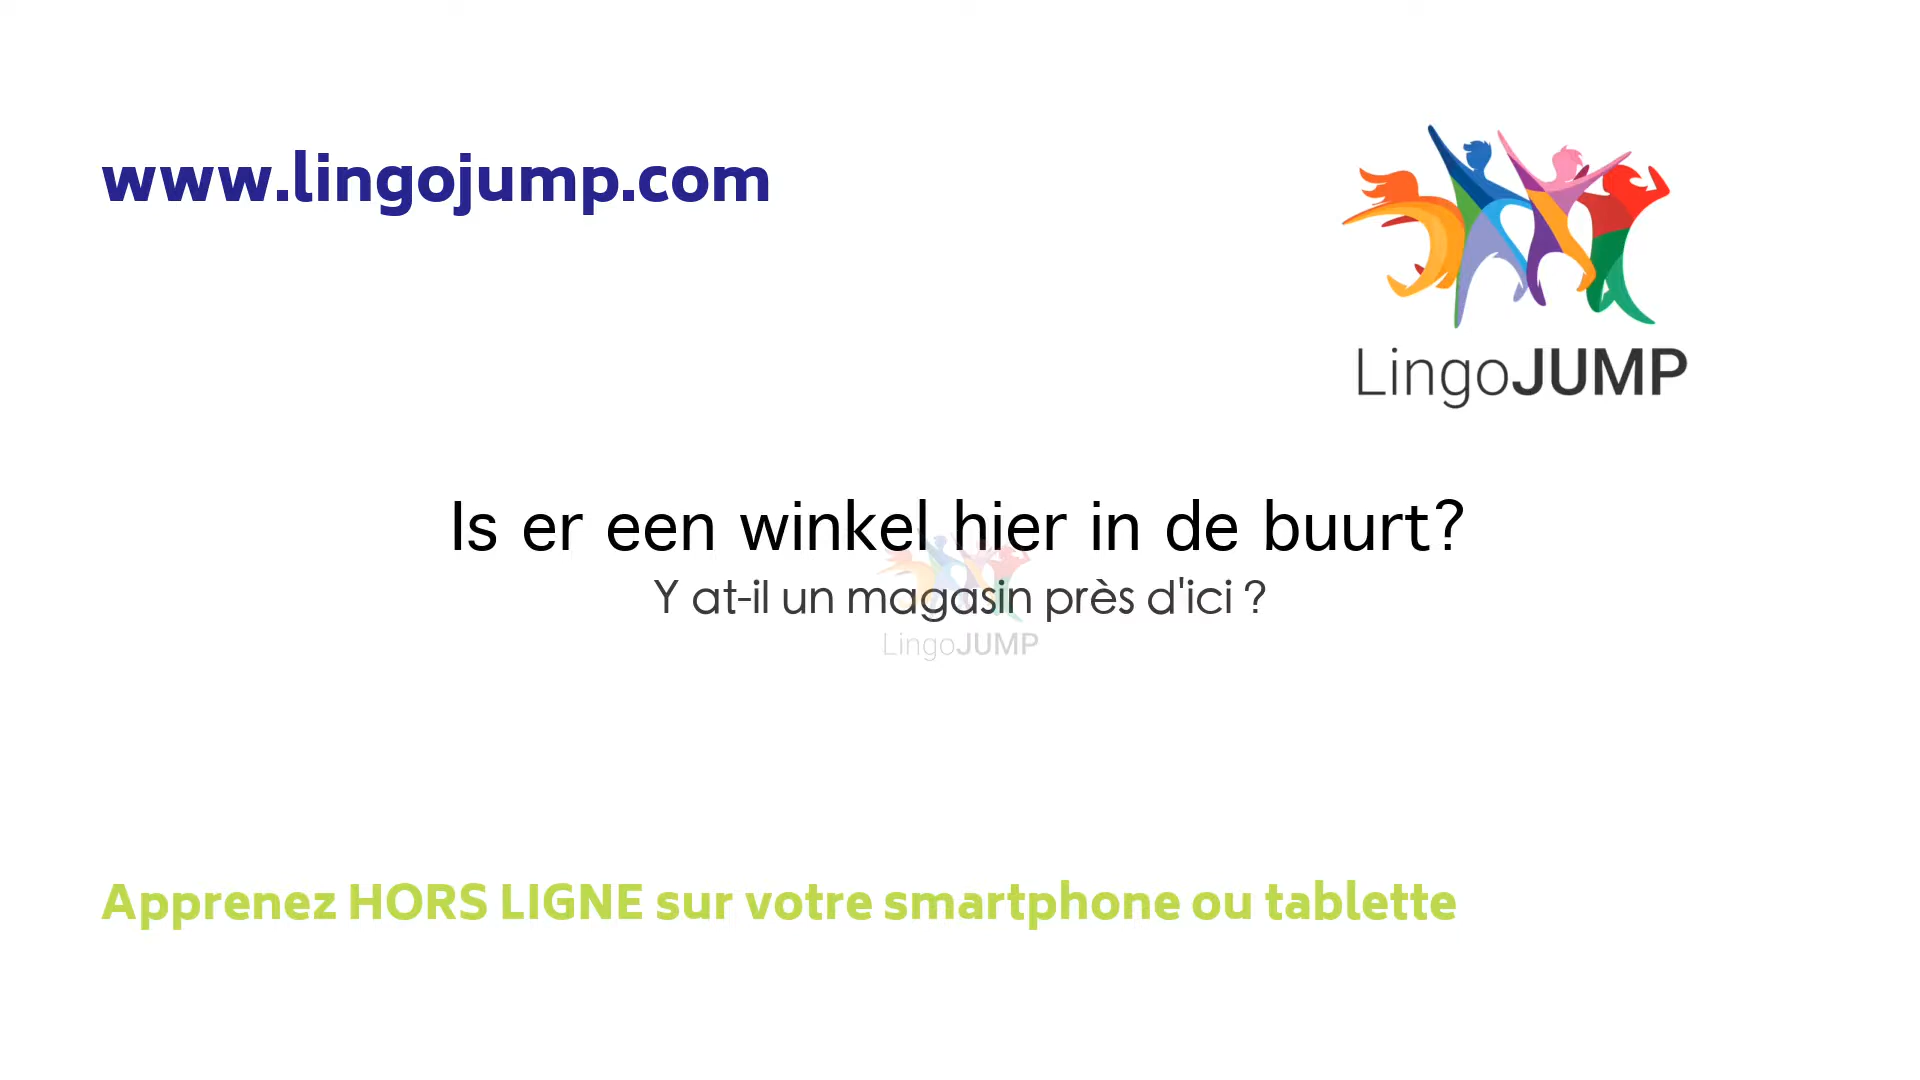 www.lingojump.com
LingoJUMP
Is er een winkel hier in de buurt?
Y at-il un magasin près d'ici ?
LingoJUMP
Apprenez HORS LIGNE sur votre smartphone ou tablette